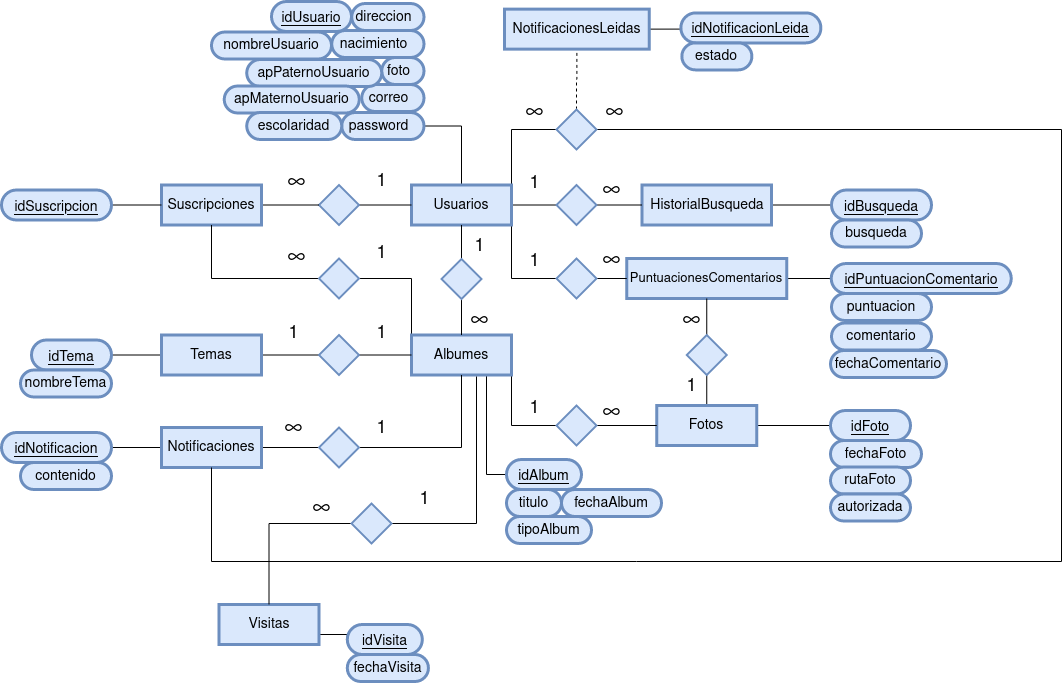 idUsuario direccion
nombreUsuario nacimiento
apPaternoUsuario foto
apMaternoUsuario correo
escolaridad password
NotificacionesLeidas idNotificacionLeida
estado
∞ ∞
idSuscripcion Suscripciones ∞ 1 Usuarios 1 ∞ HistorialBusqueda idBusqueda
busqueda
∞ 1 1 1 ∞ PuntuacionesComentarios idPuntuacionComentario
puntuacion
comentario
fechaComentario
∞ ∞
1
idTema Temas 1 1 Albumes
nombreTema
1 ∞ Fotos idFoto
fechaFoto
rutaFoto
autorizada
idNotificacion Notificaciones ∞ 1
contenido
idAlbum
titulo fechaAlbum
tipoAlbum
∞ 1
Visitas idVisita
fechaVisita